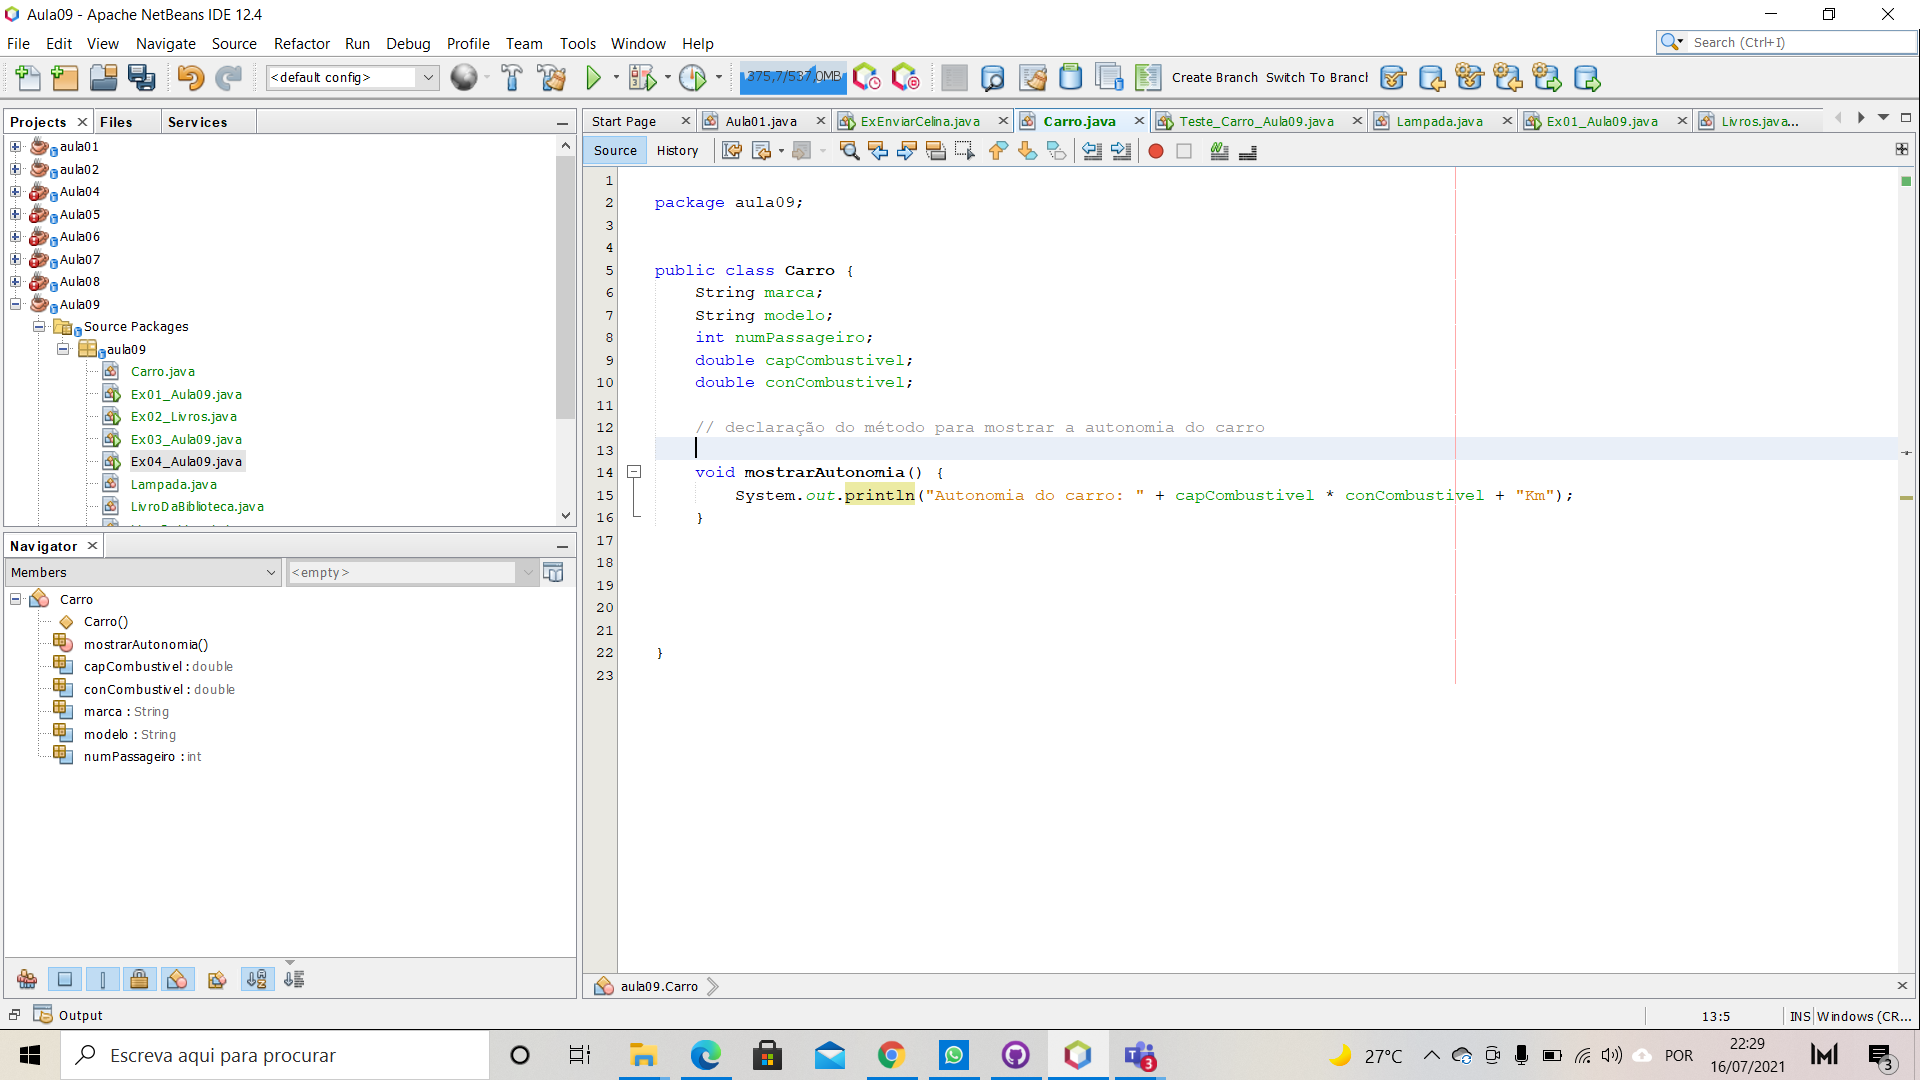 Aula09 - Apache NetBeans IDE 12.4
File Edit View Navigate Source Refactor Run Debug Profile Team Tools Window Help
Search (Ctrl+I)
<default config>
375,7/537,0MB
Create Branch Switch To Branch
Projects Files Services
aula01
aula02
Aula04
Aula05
Aula06
Aula07
Aula08
Aula09
Source Packages
aula09
Carro.java
Ex01_Aula09.java
Ex02_Livros.java
Ex03_Aula09.java
Ex04_Aula09.java
Lampada.java
LivroDaBiblioteca.java
Navigator
Members
<empty>
Carro
Carro()
mostrarAutonomia()
capCombustivel : double
conCombustivel : double
marca : String
modelo : String
numPassageiro : int
Start Page Aula01.java ExEnviarCelina.java Carro.java Teste_Carro_Aula09.java Lampada.java Ex01_Aula09.java Livros.java...
Source History
1
2 package aula09;
3
4
5 public class Carro {
6 String marca;
7 String modelo;
8 int numPassageiro;
9 double capCombustivel;
10 double conCombustivel;
11
12 // declaração do método para mostrar a autonomia do carro
13
14 void mostrarAutonomia() {
15 System.out.println("Autonomia do carro: " + capCombustivel * conCombustivel + "Km");
16 }
17
18
19
20
21
22 }
23
aula09.Carro
Output
13:5 INS Windows (CR...
Escreva aqui para procurar
3
27°C
POR
22:29
16/07/2021
3